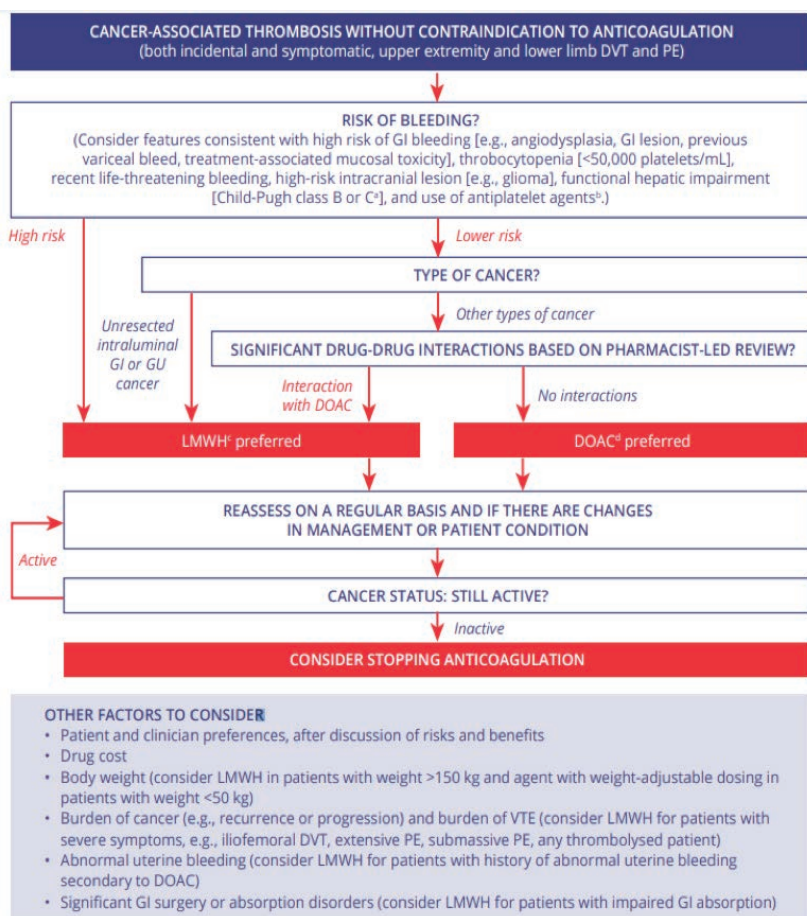 CANCER-ASSOCIATED THROMBOSIS WITHOUT CONTRAINDICATION TO ANTICOAGULATION
(both incidental and symptomatic, upper extremity and lower limb DVT and PE)
RISK OF BLEEDING?
(Consider features consistent with high risk of GI bleeding [e.g., angiodysplasia, GI lesion, previous
variceal bleed, treatment-associated mucosal toxicity], throbocytopenia [<50,000 platelets/mL],
recent life-threatening bleeding, high-risk intracranial lesion [e.g., glioma], functional hepatic impairment
[Child-Pugh class B or Cᵃ], and use of antiplatelet agentsᵇ.)
High risk
Lower risk
TYPE OF CANCER?
Unresected
intraluminal
GI or GU
cancer
Other types of cancer
SIGNIFICANT DRUG-DRUG INTERACTIONS BASED ON PHARMACIST-LED REVIEW?
Interaction
with DOAC
No interactions
LMWHᶜ preferred
DOACᵈ preferred
REASSESS ON A REGULAR BASIS AND IF THERE ARE CHANGES
IN MANAGEMENT OR PATIENT CONDITION
Active
CANCER STATUS: STILL ACTIVE?
Inactive
CONSIDER STOPPING ANTICOAGULATION
OTHER FACTORS TO CONSIDER
• Patient and clinician preferences, after discussion of risks and benefits
• Drug cost
• Body weight (consider LMWH in patients with weight >150 kg and agent with weight-adjustable dosing in
patients with weight <50 kg)
• Burden of cancer (e.g., recurrence or progression) and burden of VTE (consider LMWH for patients with
severe symptoms, e.g., iliofemoral DVT, extensive PE, submassive PE, any thrombolysed patient)
• Abnormal uterine bleeding (consider LMWH for patients with history of abnormal uterine bleeding
secondary to DOAC)
• Significant GI surgery or absorption disorders (consider LMWH for patients with impaired GI absorption)